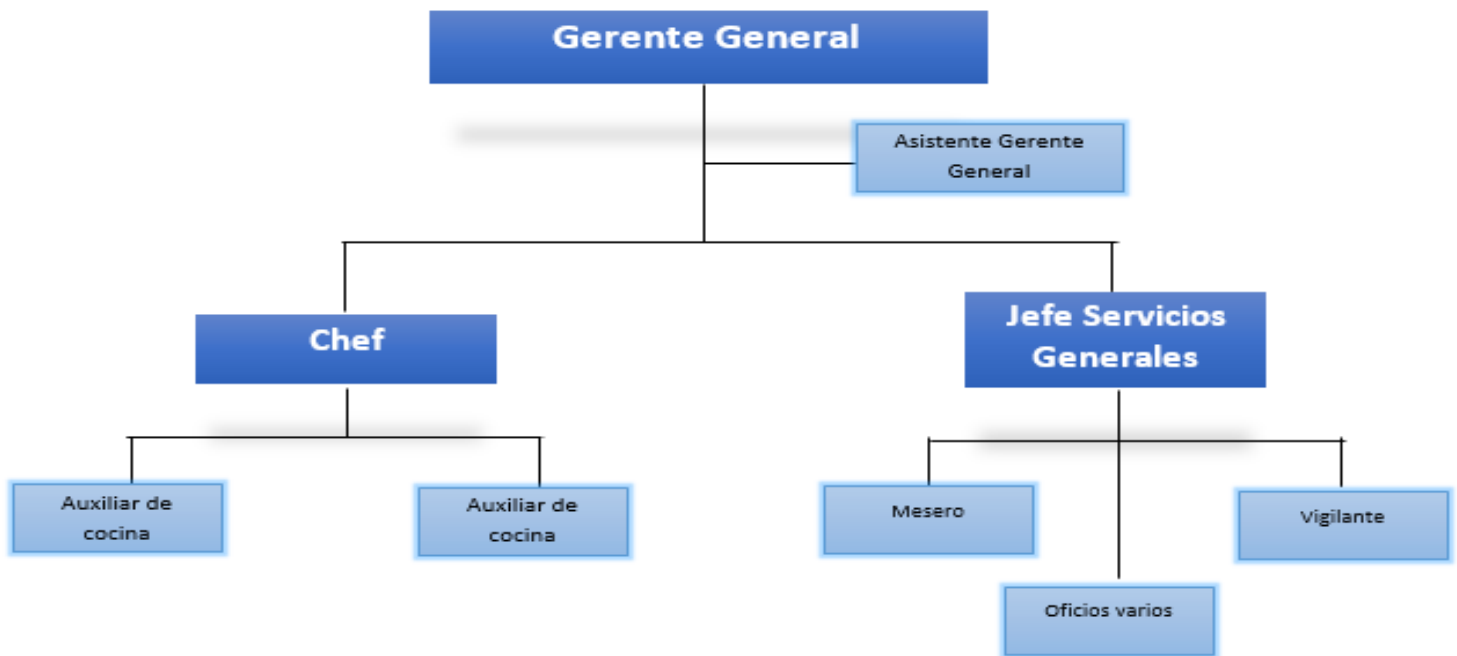 Gerente General
Asistente Gerente
General
Chef
Jefe Servicios
Generales
Auxiliar de
cocina
Auxiliar de
cocina
Mesero
Vigilante
Oficios varios